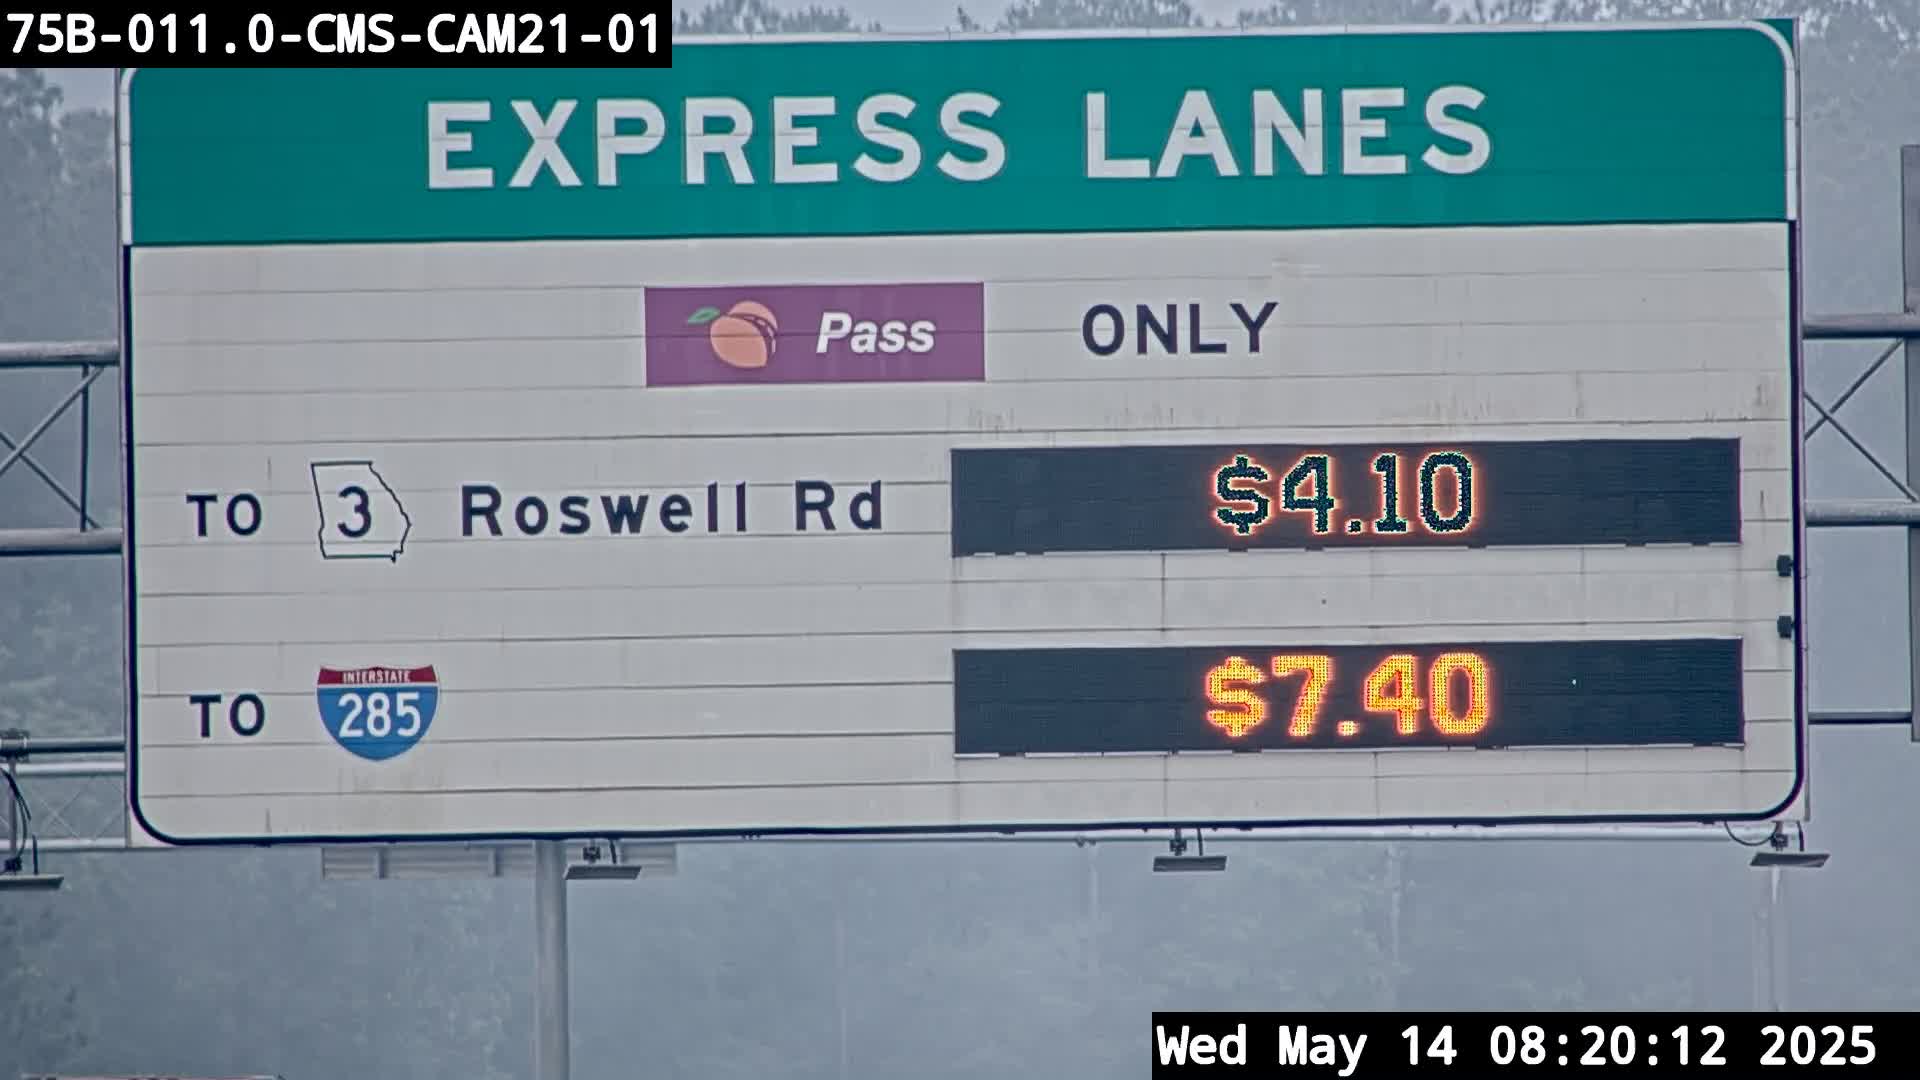 75B-011.0-CMS-CAM21-01
EXPRESS LANES
Pass ONLY
TO 3 Roswell Rd $4.10
INTERSTATE
TO 285 $7.40
Wed May 14 08:20:12 2025